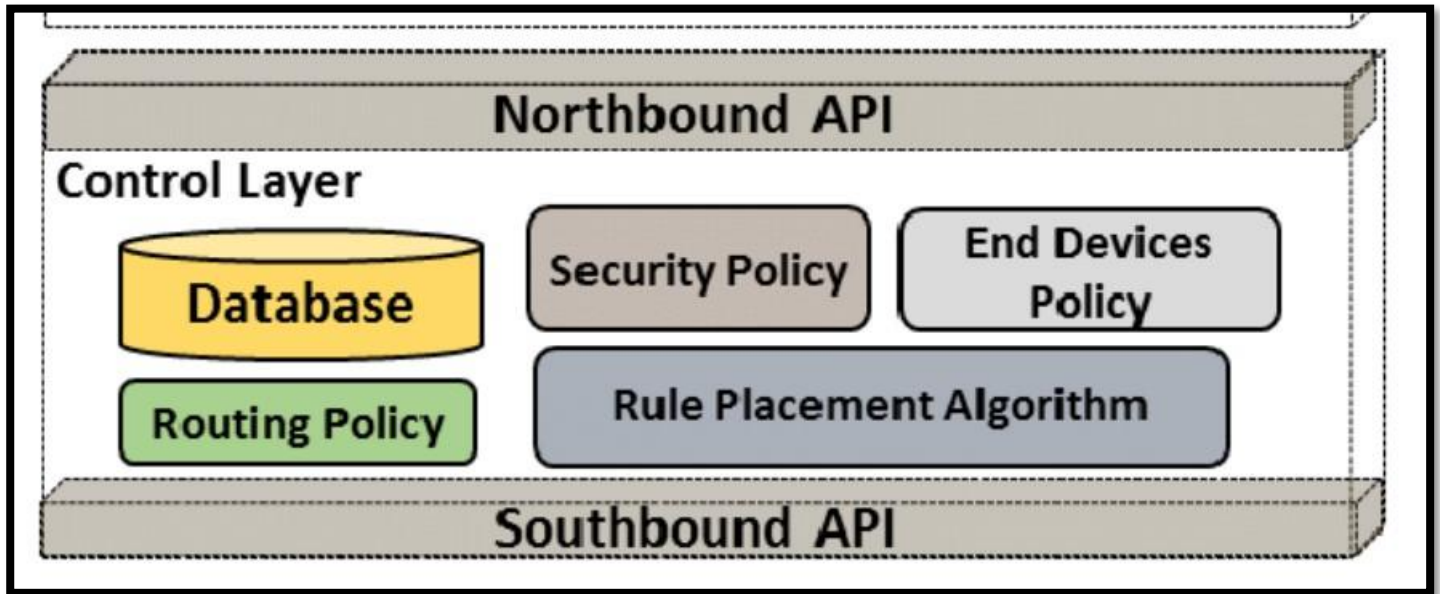 Northbound API
Control Layer
Database
Security Policy
End Devices
Policy
Routing Policy
Rule Placement Algorithm
Southbound API